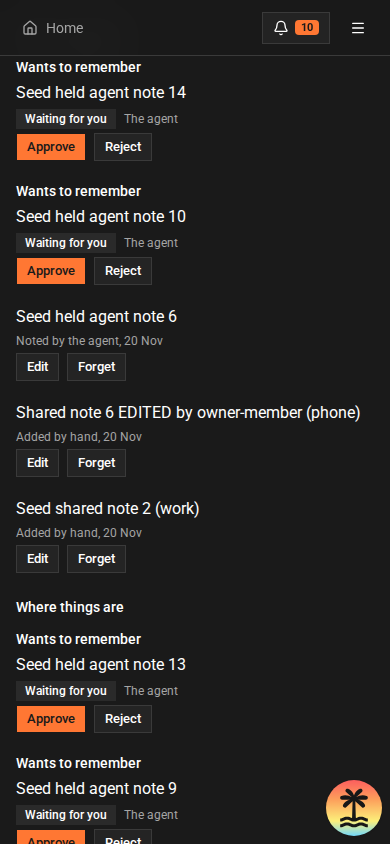 Home
10
Wants to remember
Seed held agent note 14
Waiting for you The agent
Approve Reject
Wants to remember
Seed held agent note 10
Waiting for you The agent
Approve Reject
Seed held agent note 6
Noted by the agent, 20 Nov
Edit Forget
Shared note 6 EDITED by owner-member (phone)
Added by hand, 20 Nov
Edit Forget
Seed shared note 2 (work)
Added by hand, 20 Nov
Edit Forget
Where things are
Wants to remember
Seed held agent note 13
Waiting for you The agent
Approve Reject
Wants to remember
Seed held agent note 9
Waiting for you The agent
Approve Reject